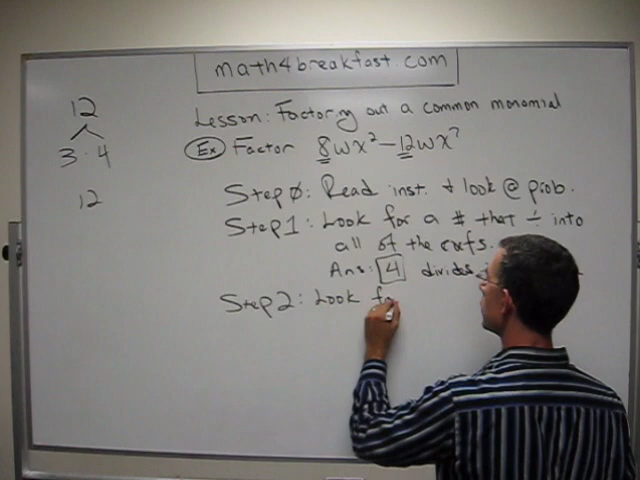 math4breakfast.com
12
3 · 4
12
Lesson: Factoring out a common monomial
Ex Factor 8wx² - 12wx⁷
Step 0: Read inst. + look @ prob.
Step 1: Look for a # that ÷ into
all of the coefs.
Ans: 4 divides
Step 2: Look fo